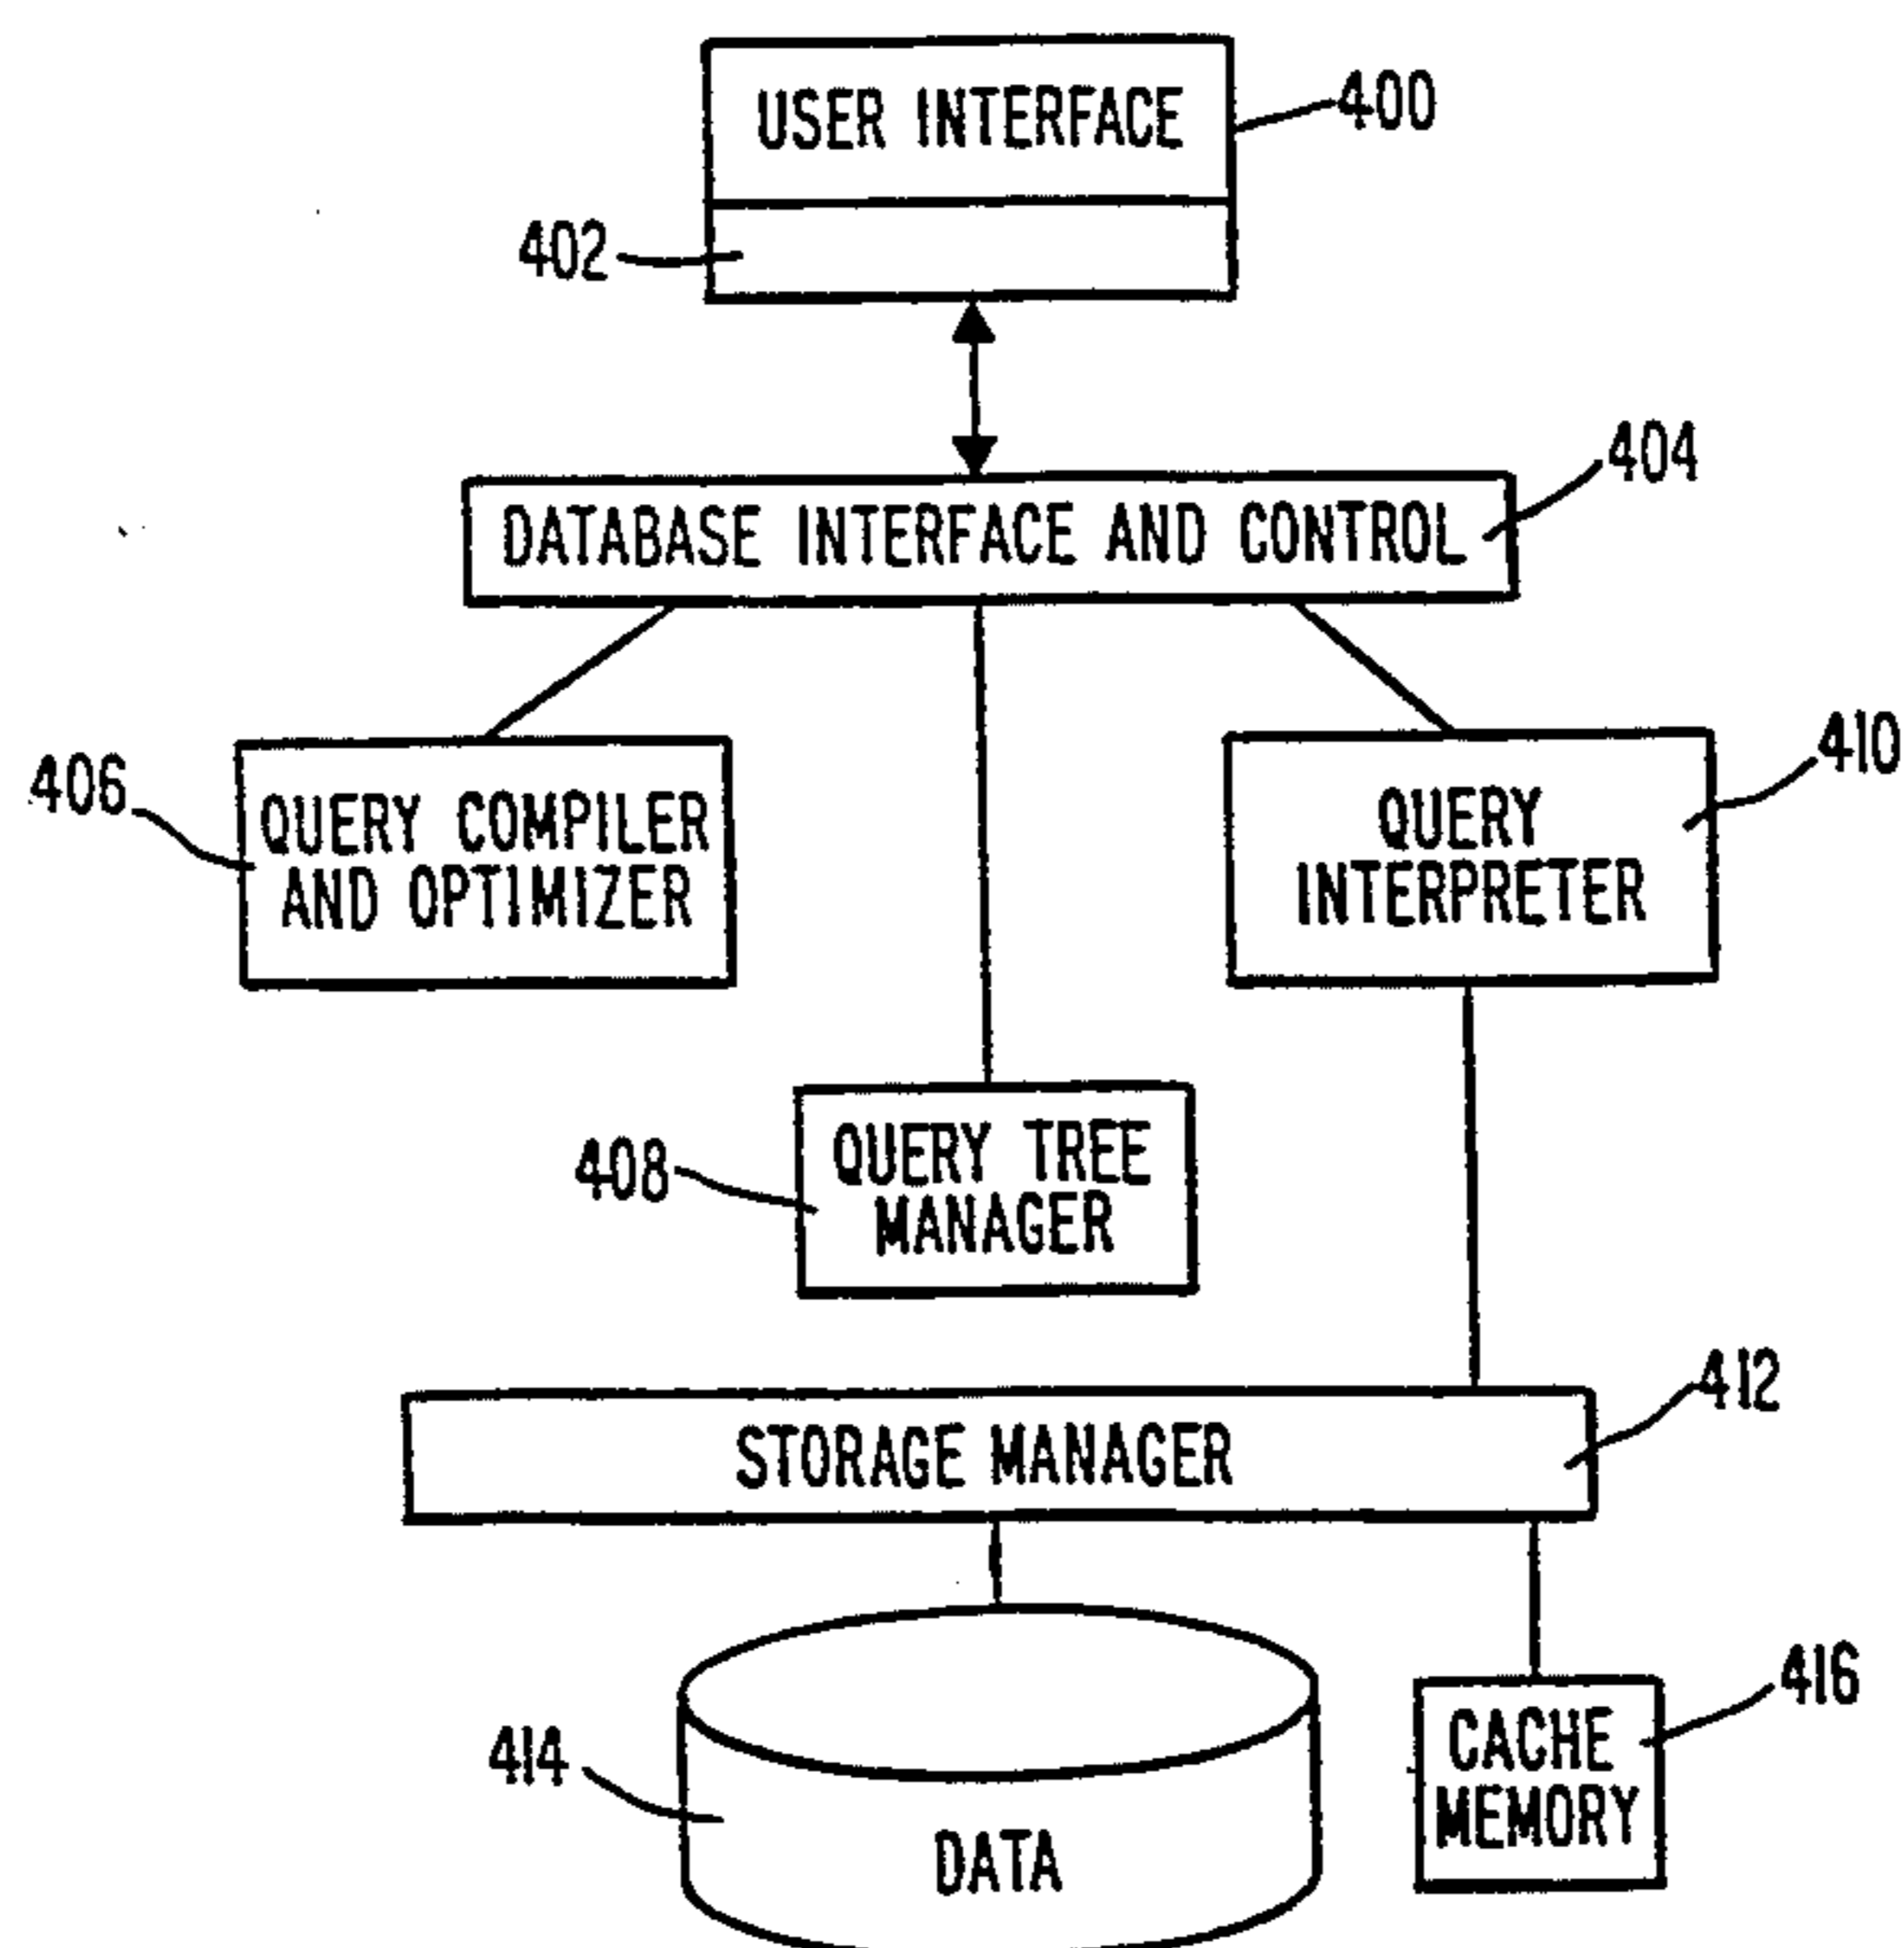 USER INTERFACE
400
402
404
DATABASE INTERFACE AND CONTROL
406
QUERY COMPILER
AND OPTIMIZER
410
QUERY
INTERPRETER
408
QUERY TREE
MANAGER
412
STORAGE MANAGER
414
DATA
416
CACHE
MEMORY